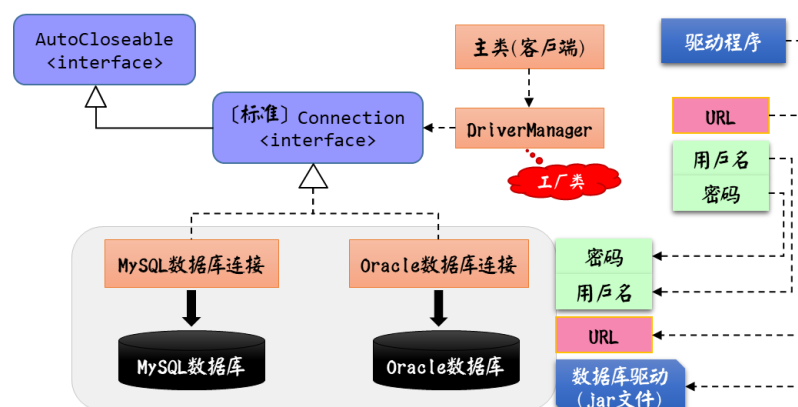 AutoCloseable
<interface>
主类(客户端)
驱动程序
〔标准〕Connection
<interface>
DriverManager
URL
工厂类
用户名
密码
MySQL数据库连接
Oracle数据库连接
密码
用户名
URL
MySQL数据库
Oracle数据库
数据库驱动
(jar文件)